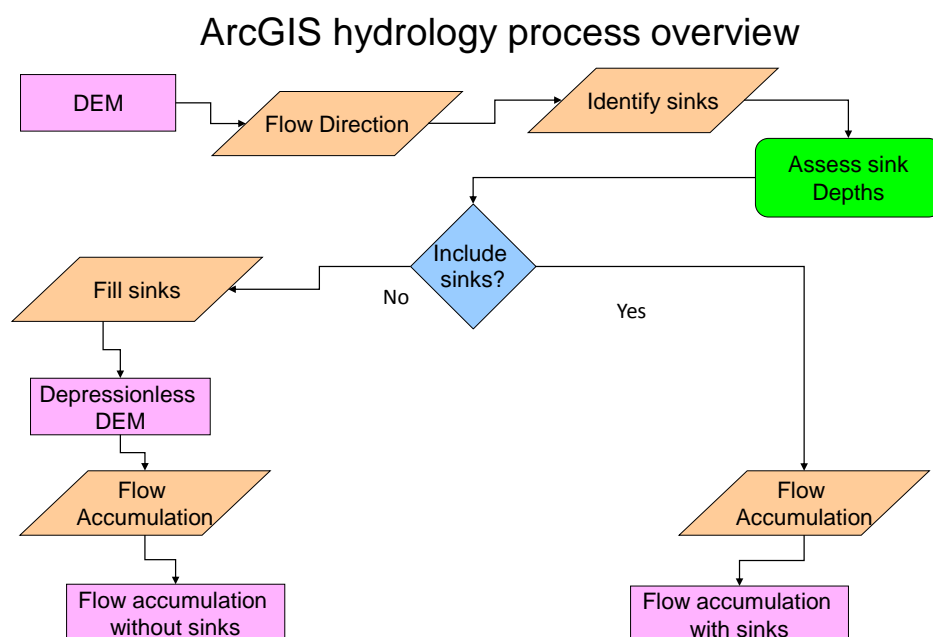 ArcGIS hydrology process overview
DEM
Flow Direction
Identify sinks
Assess sink
Depths
Include
sinks?
No
Yes
Fill sinks
Depressionless
DEM
Flow
Accumulation
Flow
Accumulation
Flow accumulation
without sinks
Flow accumulation
with sinks